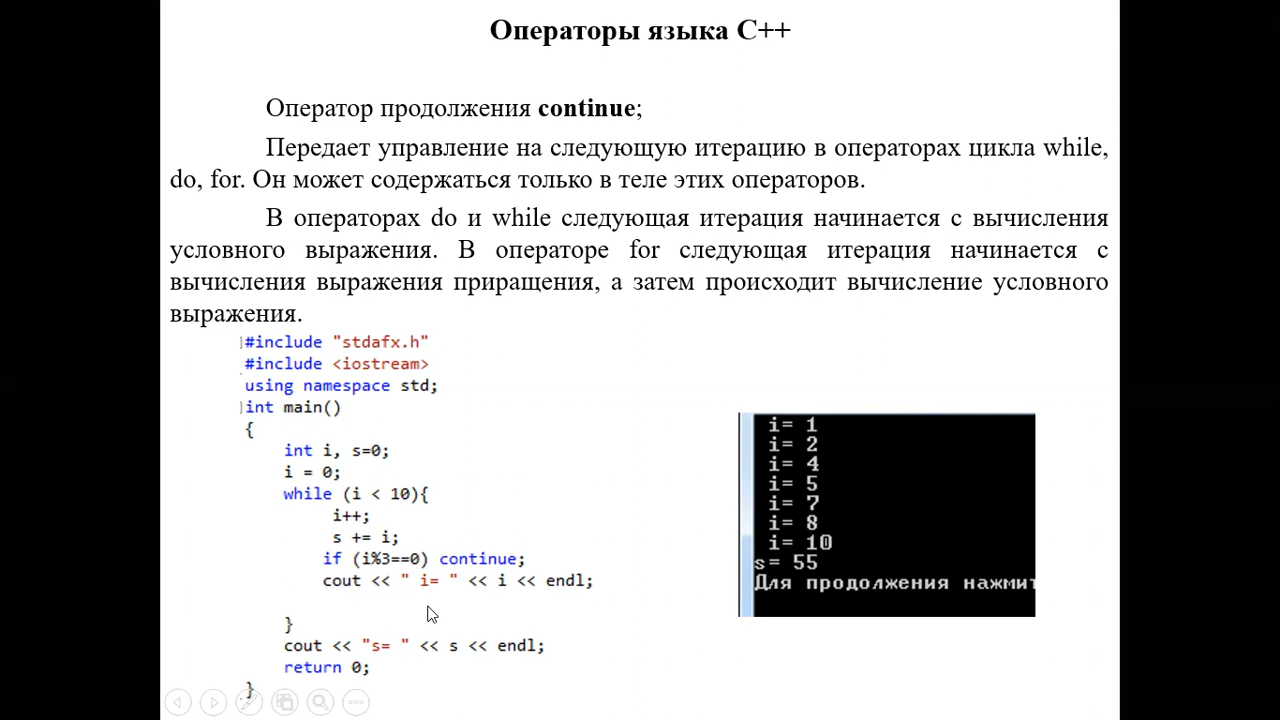 Операторы языка C++
Оператор продолжения continue;
Передает управление на следующую итерацию в операторах цикла while,
do, for. Он может содержаться только в теле этих операторов.
В операторах do и while следующая итерация начинается с вычисления
условного выражения. В операторе for следующая итерация начинается с
вычисления выражения приращения, а затем происходит вычисление условного
выражения.
#include "stdafx.h"
#include <iostream>
using namespace std;
int main()
{
int i, s=0;
i = 0;
while (i < 10){
i++;
s += i;
if (i%3==0) continue;
cout << " i= " << i << endl;
}
cout << "s= " << s << endl;
return 0;
}
i= 1
i= 2
i= 4
i= 5
i= 7
i= 8
i= 10
s= 55
Для продолжения нажмит